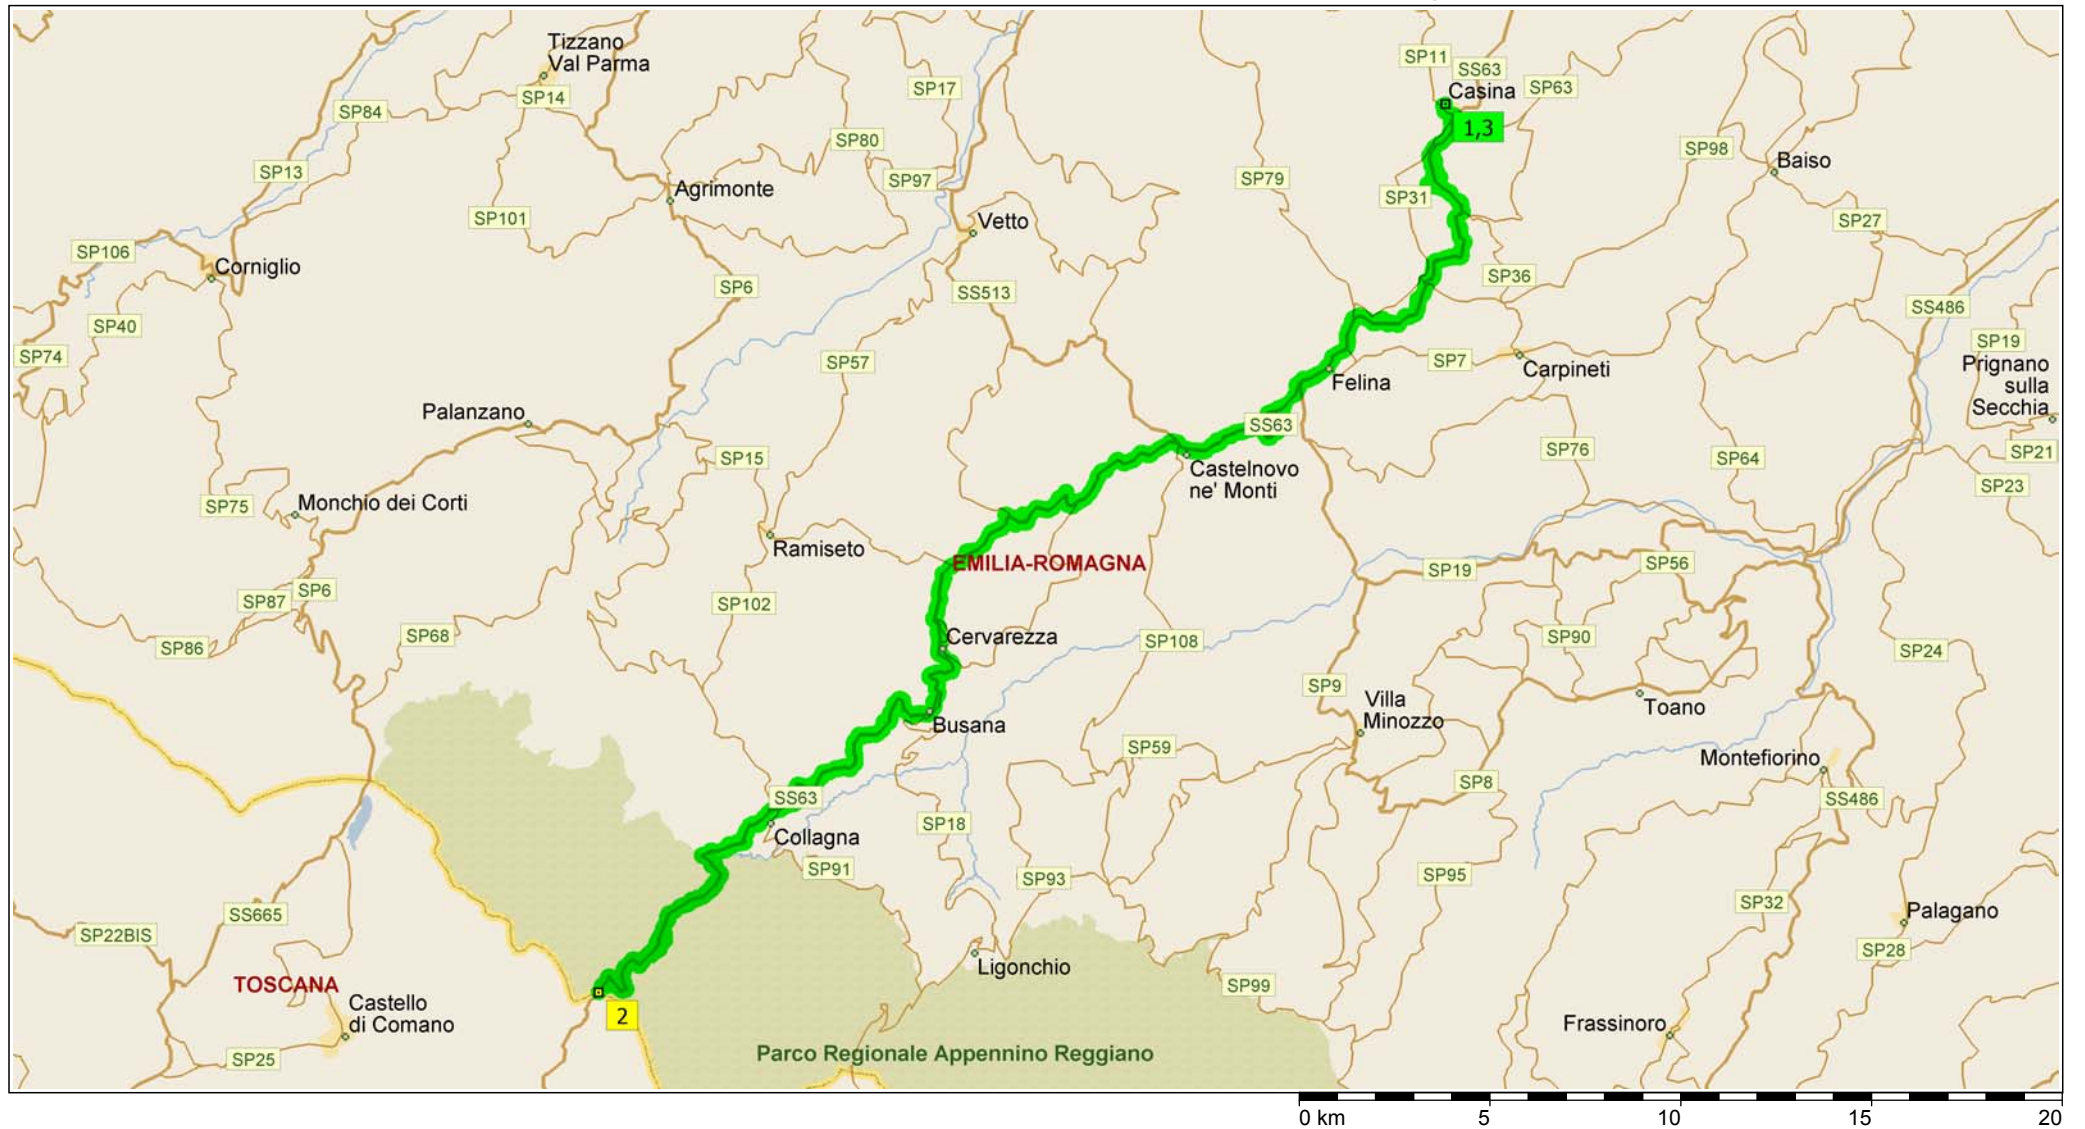 Tizzano
Val Parma
SP11
SS63
Casina
SP63
SP14
SP17
SP84
1,3
SP80
SP98
Baiso
SP13
SP97
SP79
Agrimonte
SP31
SP101
Vetto
SP27
SP106
Corniglio
SP6
SS513
SP36
SS486
SP40
SP74
SP57
SP7
Carpineti
SP19
Prignano
sulla
Secchia
Felina
Palanzano
SS63
SP15
SP76
SP64
SP21
Castelnovo
ne' Monti
SP23
SP75
Monchio dei Corti
Ramiseto
EMILIA-ROMAGNA
SP19
SP56
SP87
SP6
SP102
SP86
SP68
Cervarezza
SP108
SP90
SP24
SP9
Villa
Minozzo
Toano
Busana
SP59
Montefiorino
SP8
SS63
SS486
SP18
Collagna
SP91
SP93
SP95
SS665
SP32
Palagano
SP22BIS
SP28
Ligonchio
TOSCANA
SP99
Castello
di Comano
2
Frassinoro
SP25
Parco Regionale Appennino Reggiano
0 km 5 10 15 20